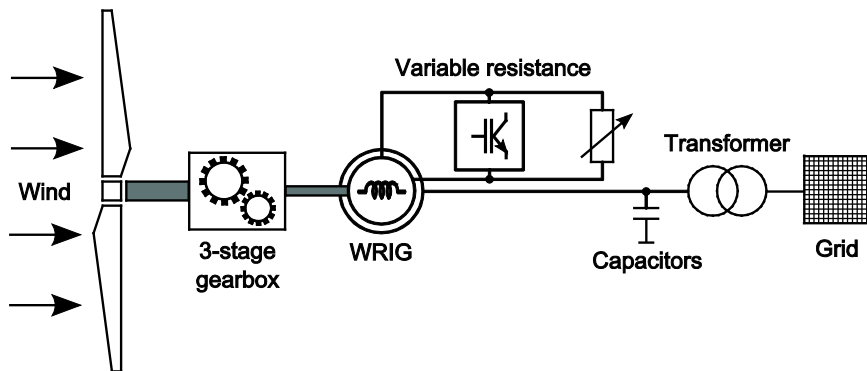 Variable resistance
Transformer
Wind
3-stage
gearbox
WRIG
Capacitors
Grid